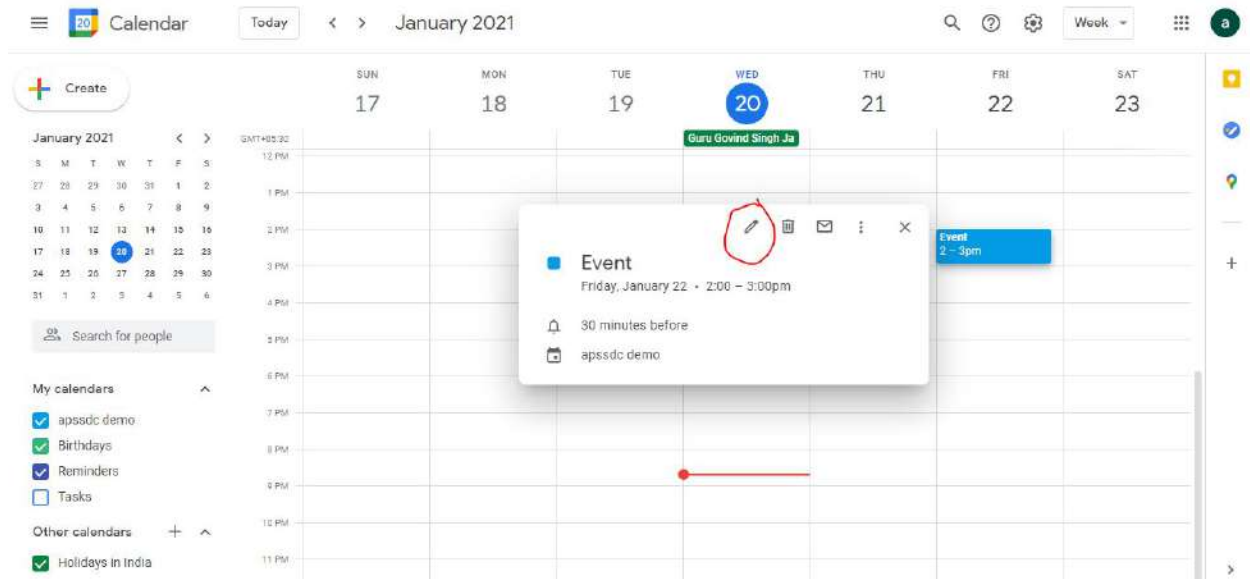 20 Calendar Today January 2021 Week a
Create
SUN MON TUE WED THU FRI SAT
17 18 19 20 21 22 23
January 2021
GMT+05:30 Guru Govind Singh Ja
S M T W T F S
27 28 29 30 31 1 2
3 4 5 6 7 8 9
10 11 12 13 14 15 16
17 18 19 20 21 22 23
24 25 26 27 28 29 30
31 1 2 3 4 5 6
Search for people
My calendars
apssdc demo
Birthdays
Reminders
Tasks
Other calendars
Holidays in India
12 PM
1 PM
2 PM
3 PM
4 PM
5 PM
6 PM
7 PM
8 PM
9 PM
10 PM
11 PM
Event
Friday, January 22 • 2:00 – 3:00pm
30 minutes before
apssdc demo
Event
2 – 3pm